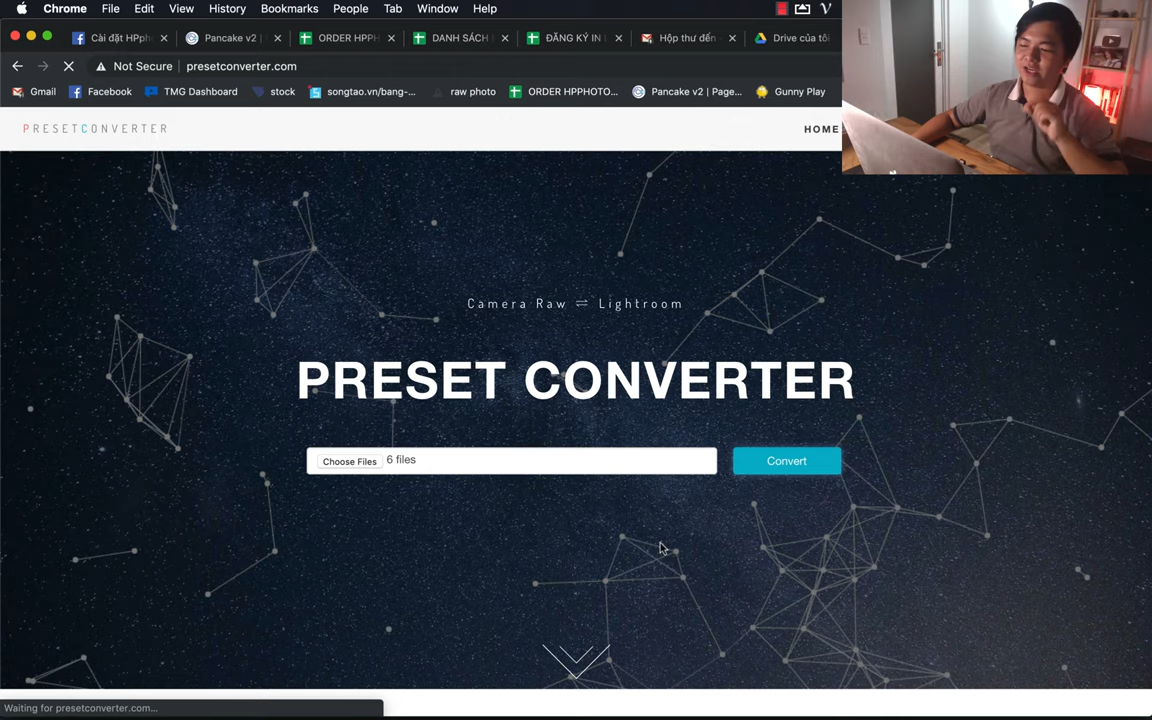 Chrome File Edit View History Bookmarks People Tab Window Help
Cài đặt HPph Pancake v2 | ORDER HPPH DANH SÁCH ĐĂNG KÝ IN Hộp thư đến - Drive của tôi
Not Secure | presetconverter.com
Gmail Facebook TMG Dashboard stock songtao.vn/bang-... raw photo ORDER HPPHOTO... Pancake v2 | Page... Gunny Play
PRESETCONVERTER HOME
Camera Raw ⇌ Lightroom
PRESET CONVERTER
Choose Files 6 files Convert
Waiting for presetconverter.com...